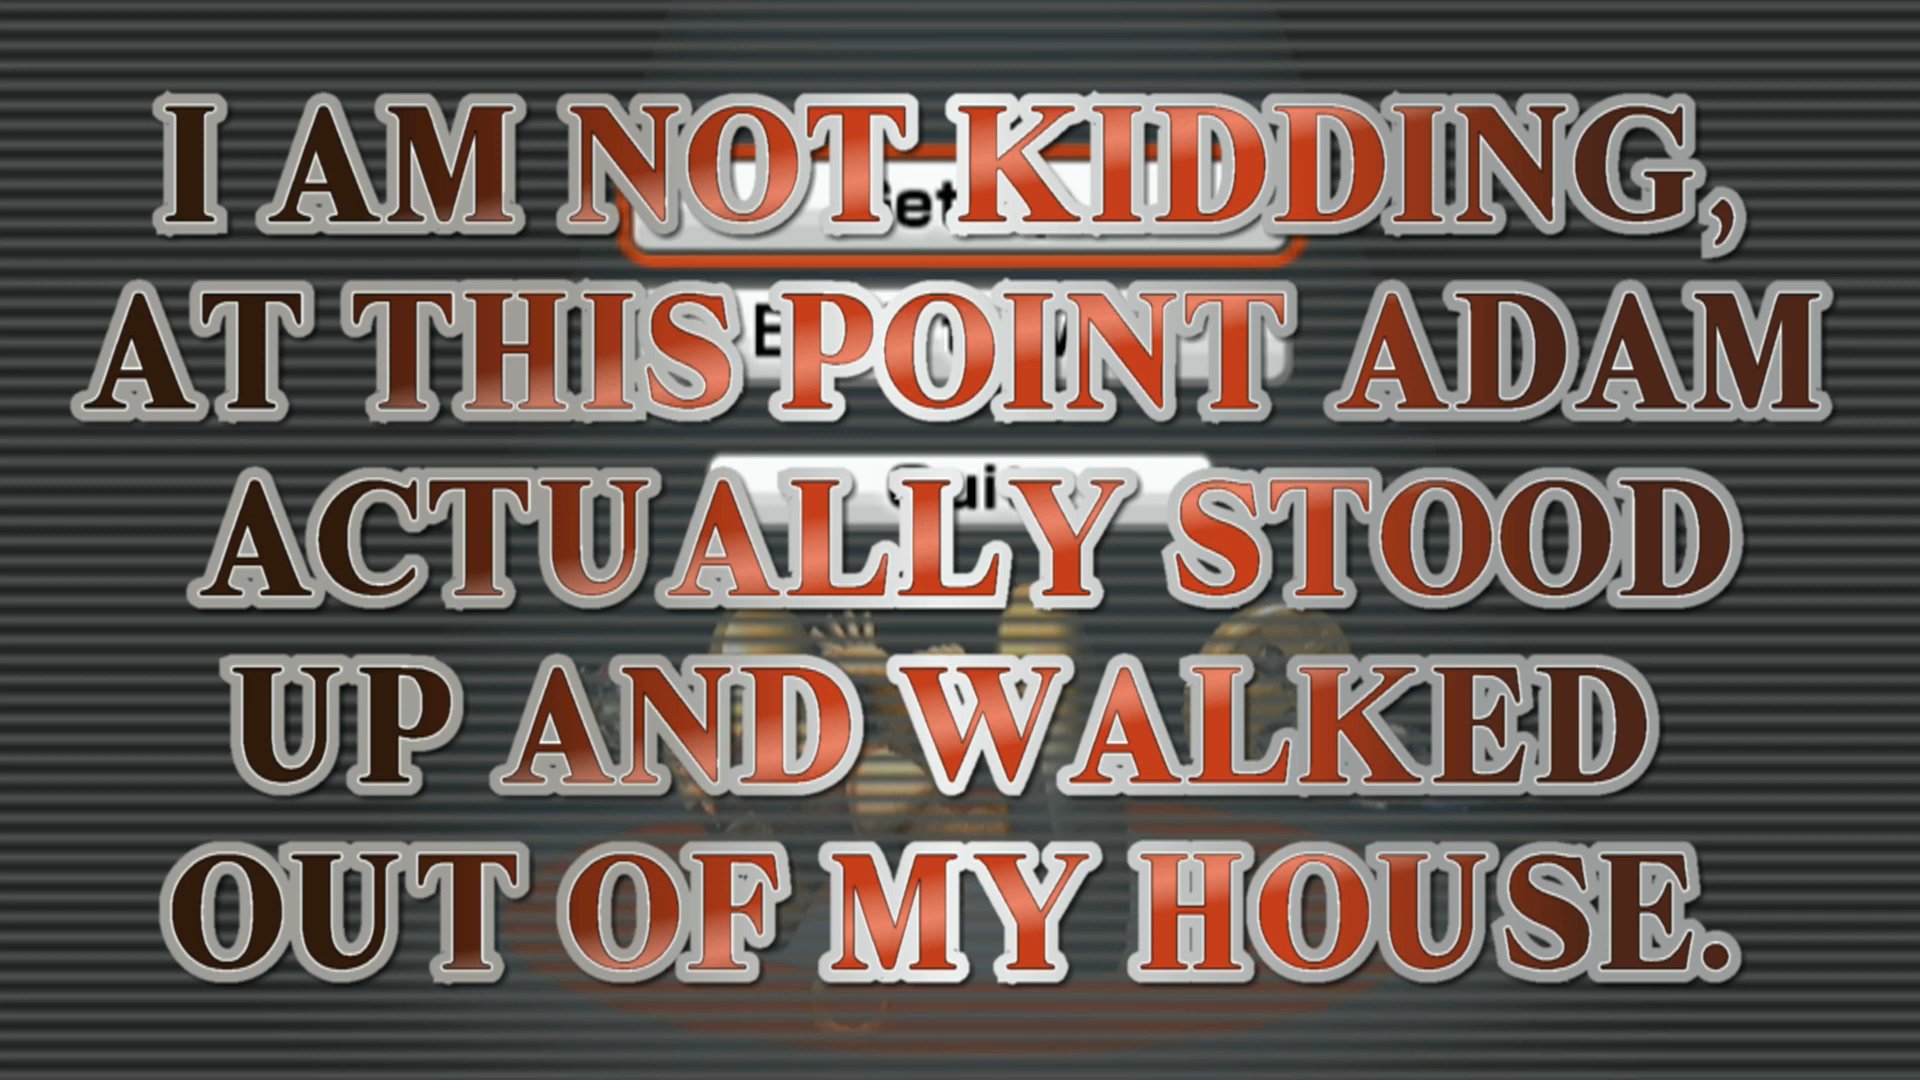 I AM NOT KIDDING,
AT THIS POINT ADAM
ACTUALLY STOOD
UP AND WALKED
OUT OF MY HOUSE.